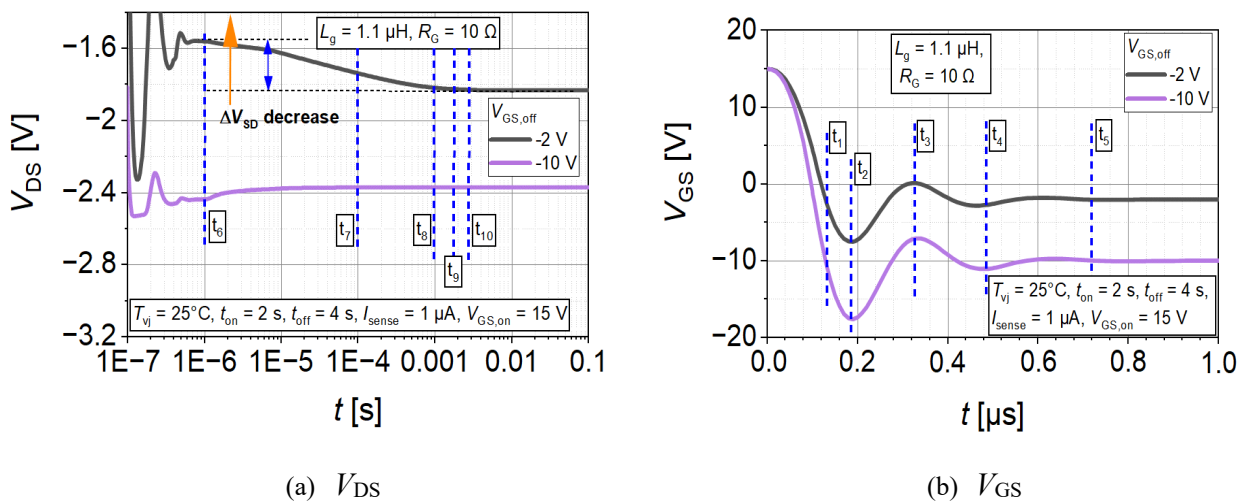 L_g = 1.1 µH, R_G = 10 Ω
ΔV_SD decrease
V_GS,off
-2 V
-10 V
t_6
t_7
t_8
t_9
t_10
T_vj = 25°C, t_on = 2 s, t_off = 4 s, I_sense = 1 µA, V_GS,on = 15 V
V_DS [V]
−1.6
−2
−2.4
−2.8
−3.2
1E-7 1E-6 1E-5 1E-4 0.001 0.01 0.1
t [s]
(a) V_DS
L_g = 1.1 µH,
R_G = 10 Ω
V_GS,off
-2 V
-10 V
t_1
t_2
t_3
t_4
t_5
T_vj = 25°C, t_on = 2 s, t_off = 4 s,
I_sense = 1 µA, V_GS,on = 15 V
V_GS [V]
20
15
10
5
0
−5
−10
−15
−20
0.0 0.2 0.4 0.6 0.8 1.0
t [µs]
(b) V_GS